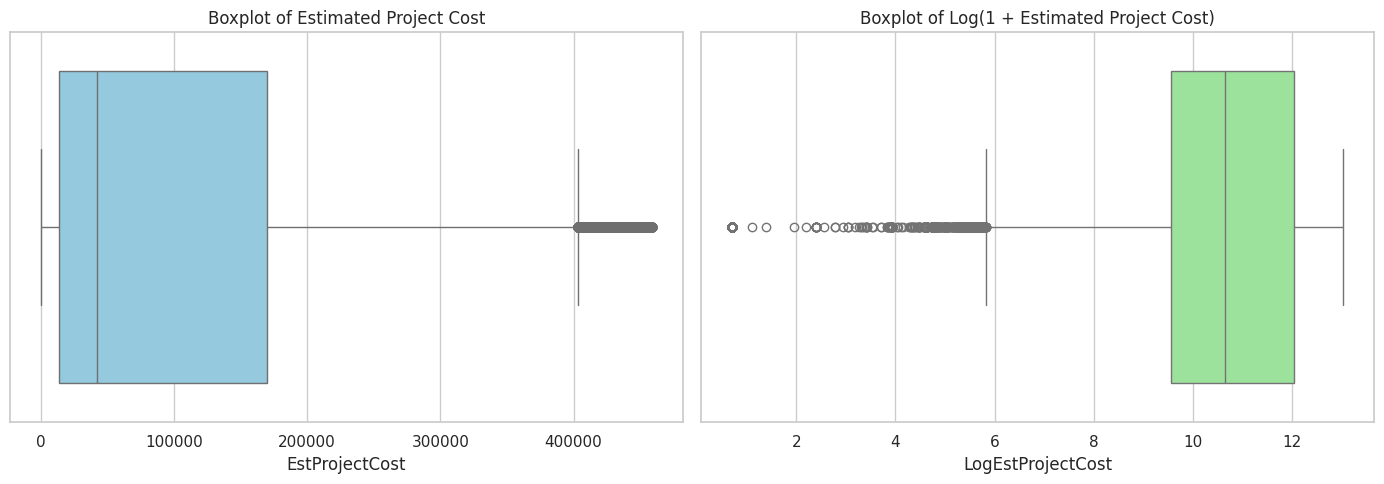 Boxplot of Estimated Project Cost
0 100000 200000 300000 400000
EstProjectCost
Boxplot of Log(1 + Estimated Project Cost)
2 4 6 8 10 12
LogEstProjectCost